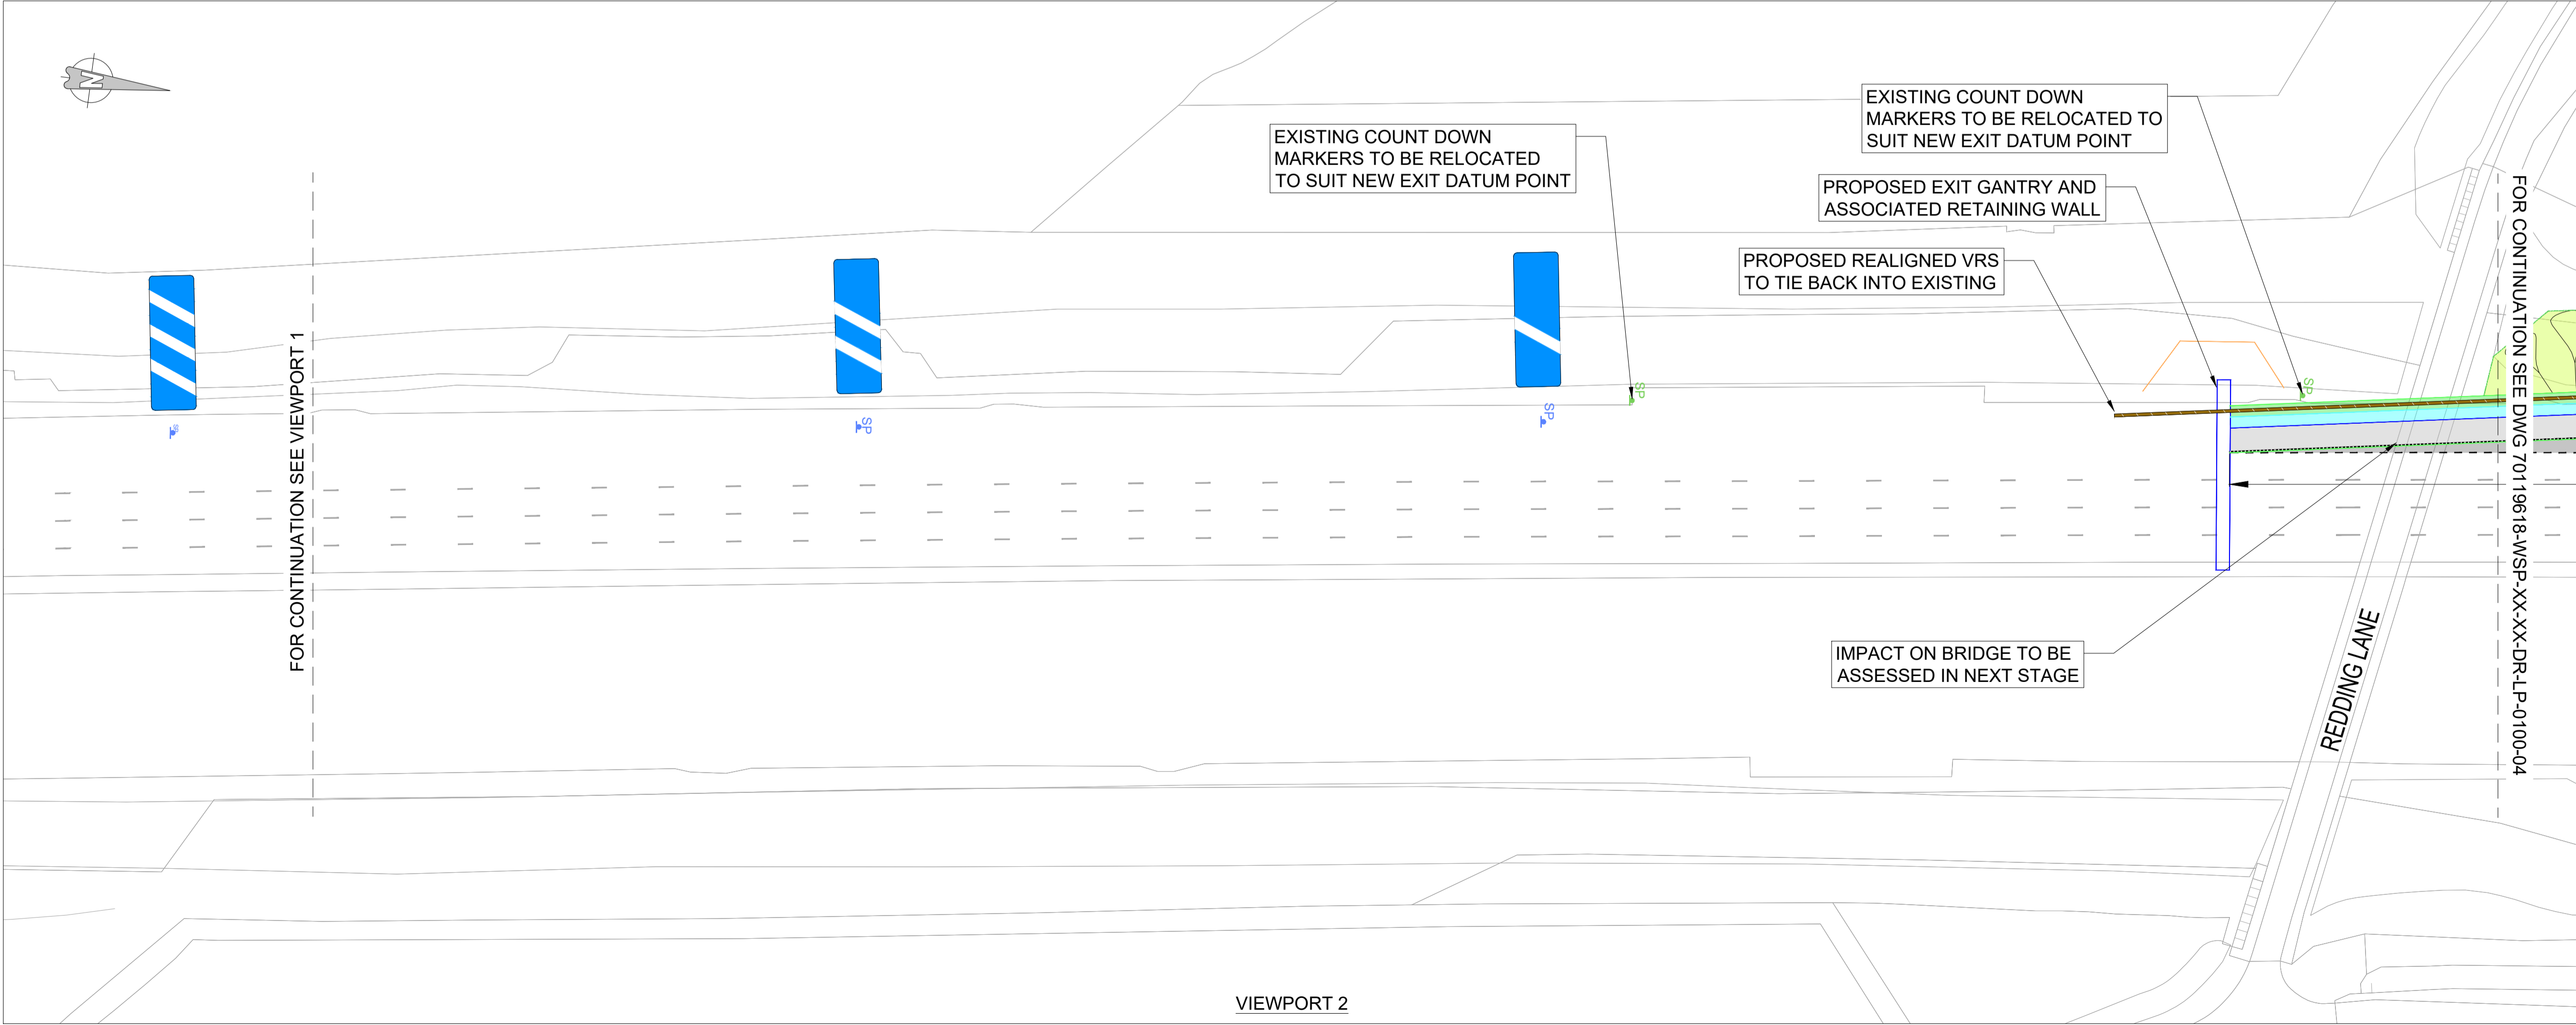 N
EXISTING COUNT DOWN
MARKERS TO BE RELOCATED
TO SUIT NEW EXIT DATUM POINT
EXISTING COUNT DOWN
MARKERS TO BE RELOCATED TO
SUIT NEW EXIT DATUM POINT
PROPOSED EXIT GANTRY AND
ASSOCIATED RETAINING WALL
PROPOSED REALIGNED VRS
TO TIE BACK INTO EXISTING
FOR CONTINUATION SEE VIEWPORT 1
SP
SP
SP
SP
SP
FOR CONTINUATION SEE DWG 70119618-WSP-XX-XX-DR-LP-0100-04
IMPACT ON BRIDGE TO BE
ASSESSED IN NEXT STAGE
REDDING LANE
VIEWPORT 2